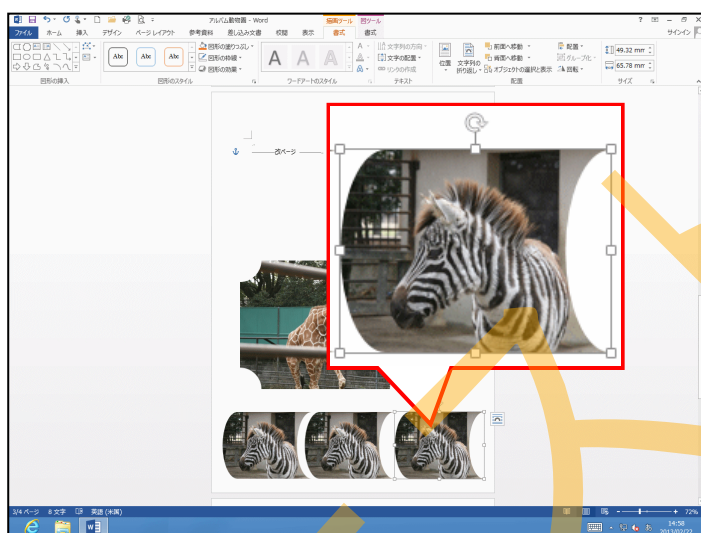 アルバム動物園 - Word
描画ツール 図ツール
ファイル ホーム 挿入 デザイン ページ レイアウト 参考資料 差し込み文書 校閲 表示 書式 書式
サインイン
Abc Abc Abc
図形の塗りつぶし
図形の枠線
図形の効果
A A A
文字列の方向
文字の配置
リンクの作成
位置 文字列の折り返し
前面へ移動
背面へ移動
オブジェクトの選択と表示
配置
グループ化
回転
49.32 mm
65.78 mm
図形の挿入 図形のスタイル ワードアートのスタイル テキスト 配置 サイズ
改ページ
3/4 ページ 8 文字 英語 (米国)
72%
14:58
2013/02/22